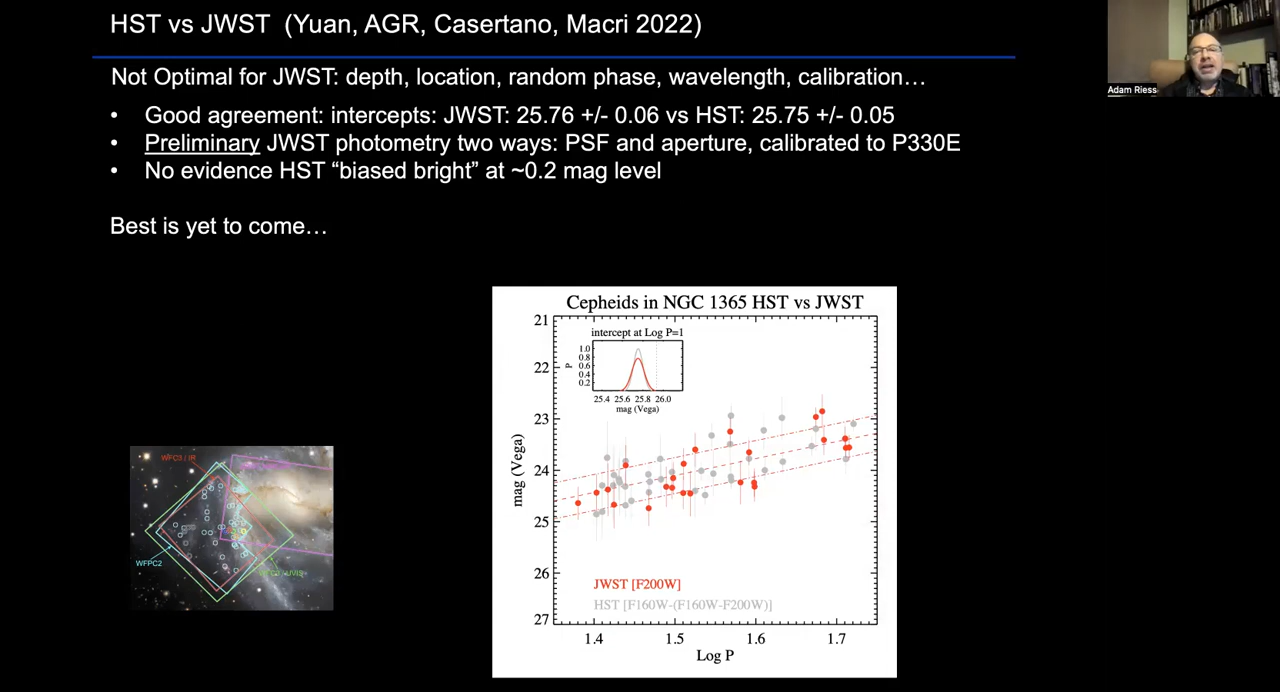 HST vs JWST (Yuan, AGR, Casertano, Macri 2022)
Not Optimal for JWST: depth, location, random phase, wavelength, calibration…
• Good agreement: intercepts: JWST: 25.76 +/- 0.06 vs HST: 25.75 +/- 0.05
• Preliminary JWST photometry two ways: PSF and aperture, calibrated to P330E
• No evidence HST “biased bright” at ~0.2 mag level
Best is yet to come…
Adam Riess
Cepheids in NGC 1365 HST vs JWST
21
22
23
24
25
26
27
mag (Vega)
intercept at Log P=1
1.0
0.8
0.6
0.4
0.2
P
25.4 25.6 25.8 26.0
mag (Vega)
JWST [F200W]
HST [F160W-(F160W-F200W)]
1.4 1.5 1.6 1.7
Log P
WFC3 / IR
WFPC2
/ UVIS